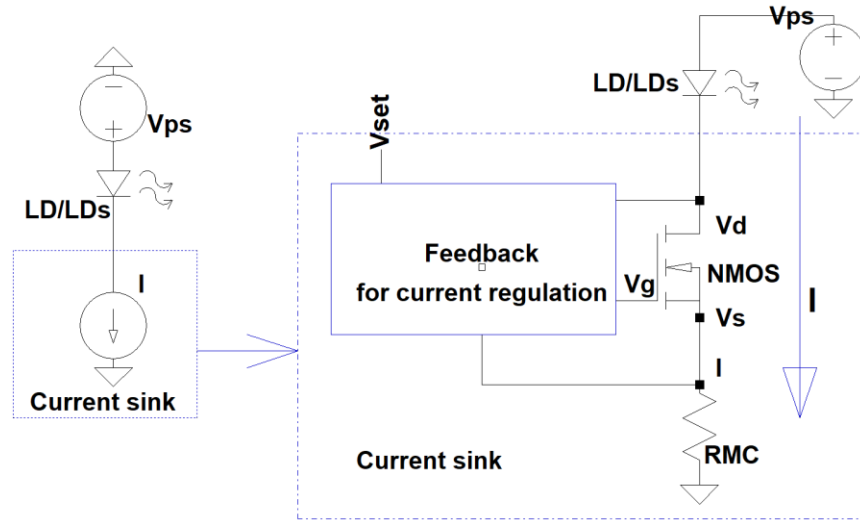 Vps
LD/LDs
I
Current sink
Vps
LD/LDs
Vset
Feedback
for current regulation
Vd
Vg
NMOS
Vs
I
I
RMC
Current sink